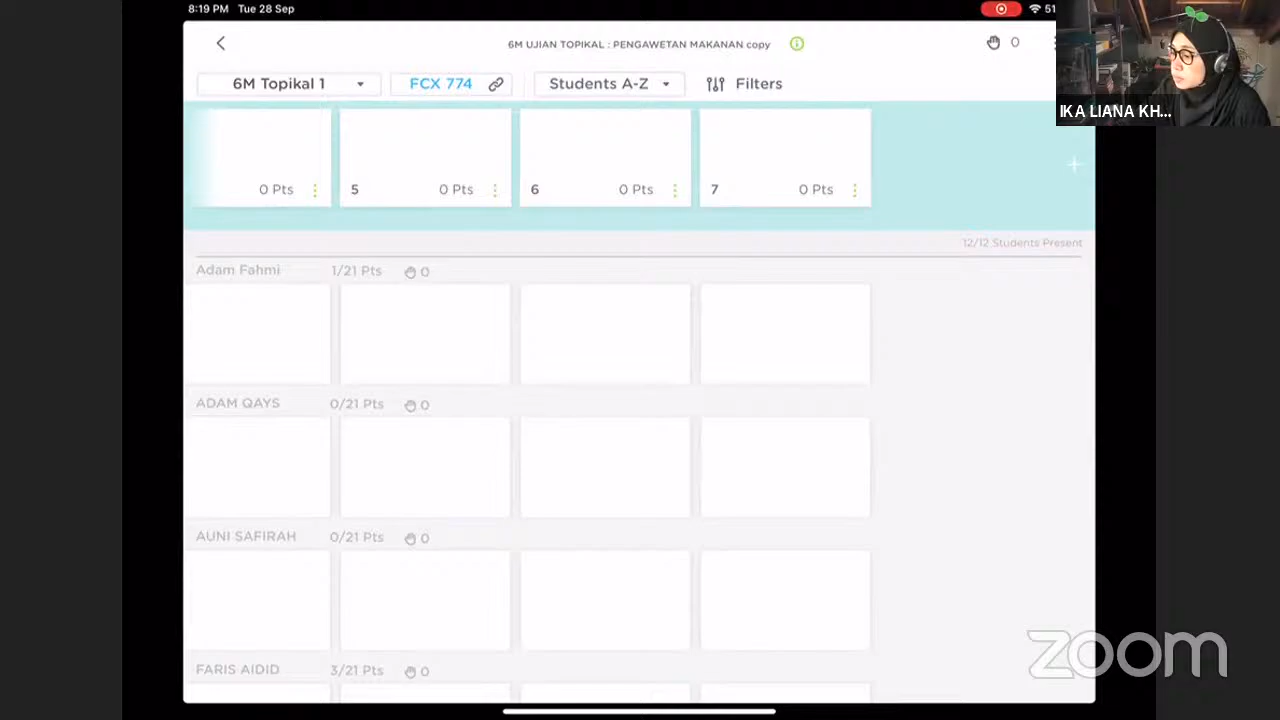 8:19 PM Tue 28 Sep
51
6M UJIAN TOPIKAL : PENGAWETAN MAKANAN copy
0
6M Topikal 1
FCX 774
Students A-Z
Filters
IKA LIANA KH...
0 Pts
5 0 Pts
6 0 Pts
7 0 Pts
12/12 Students Present
Adam Fahmi 1/21 Pts 0
ADAM QAYS 0/21 Pts 0
AUNI SAFIRAH 0/21 Pts 0
FARIS AIDID 3/21 Pts 0
zoom